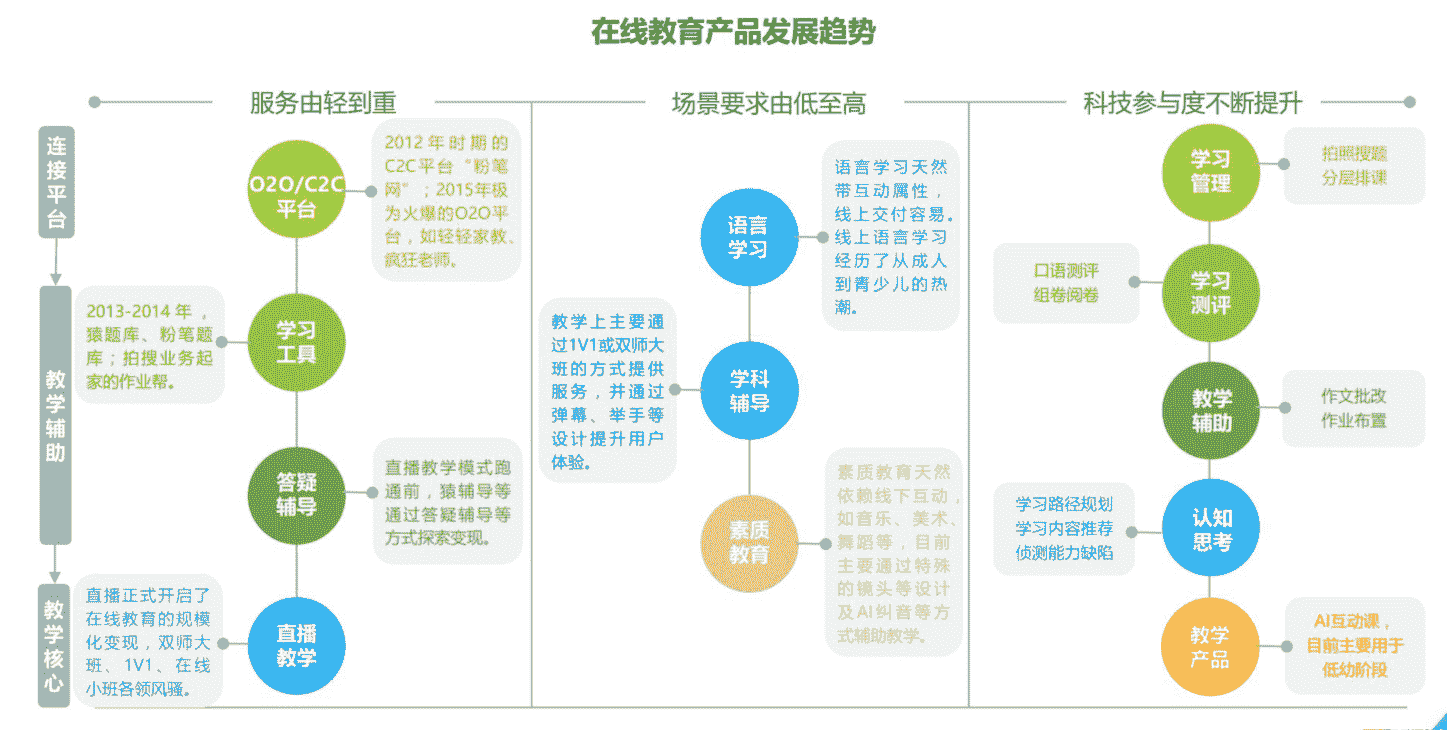 在线教育产品发展趋势
服务由轻到重
连接平台
教学辅助
教学核心
O2O/C2C
平台
2012年时期的
C2C平台“粉笔
网”；2015年极
为火爆的O2O平
台，如轻轻家教、
疯狂老师。
学习
工具
2013-2014年，
猿题库、粉笔题
库；拍搜业务起
家的作业帮。
答疑
辅导
直播教学模式跑
通前，猿辅导等
通过答疑辅导等
方式探索变现。
直播
教学
直播正式开启了
在线教育的规模
化变现，双师大
班、1V1、在线
小班各领风骚。
场景要求由低至高
语言
学习
语言学习天然
带互动属性，
线上交付容易。
线上语言学习
经历了从成人
到青少儿的热
潮。
学科
辅导
教学上主要通
过1V1或双师大
班的方式提供
服务，并通过
弹幕、举手等
设计提升用户
体验。
素质
教育
素质教育天然
依赖线下互动，
如音乐、美术、
舞蹈等，目前
主要通过特殊
的镜头等设计
及AI纠音等方
式辅助教学。
科技参与度不断提升
学习
管理
拍照搜题
分层排课
学习
测评
口语测评
组卷阅卷
教学
辅助
作文批改
作业布置
认知
思考
学习路径规划
学习内容推荐
侦测能力缺陷
教学
产品
AI互动课，
目前主要用于
低幼阶段